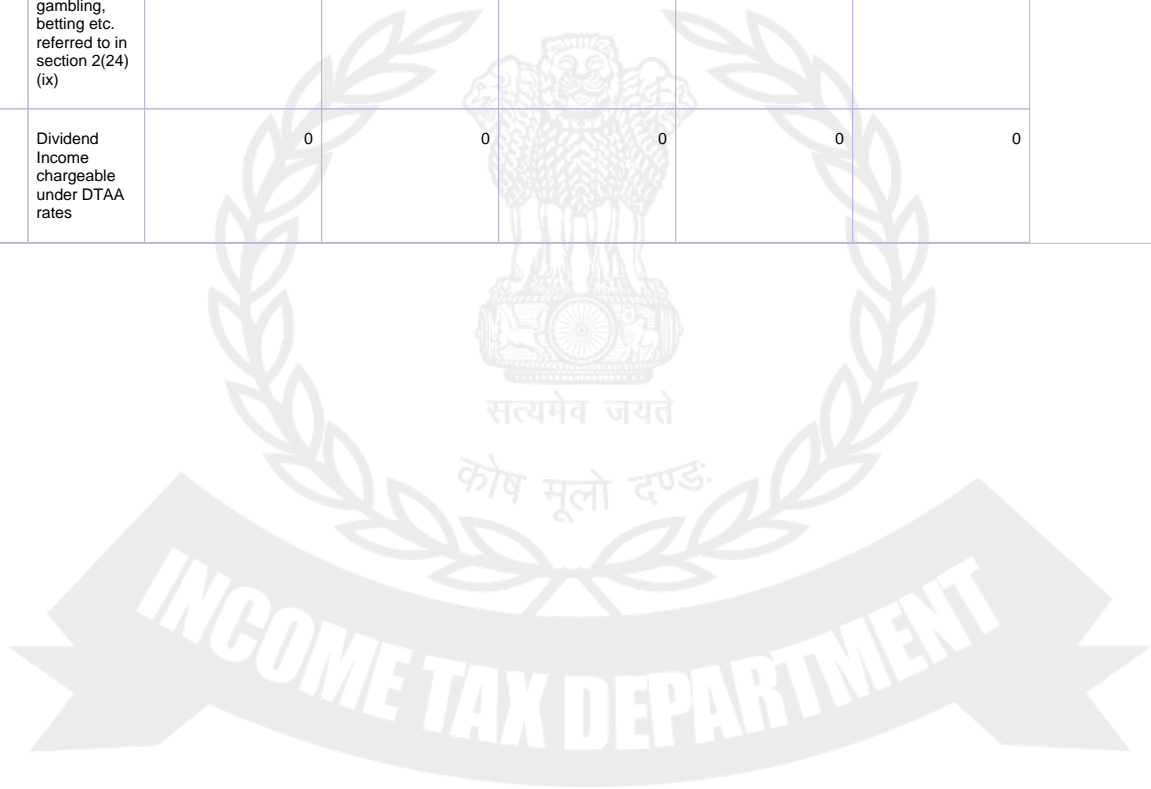 gambling,
betting etc.
referred to in
section 2(24)
(ix)
Dividend
Income
chargeable
under DTAA
rates
0 0 0 0 0
सत्यमेव जयते
कोष मूलो दण्डः
INCOME TAX DEPARTMENT